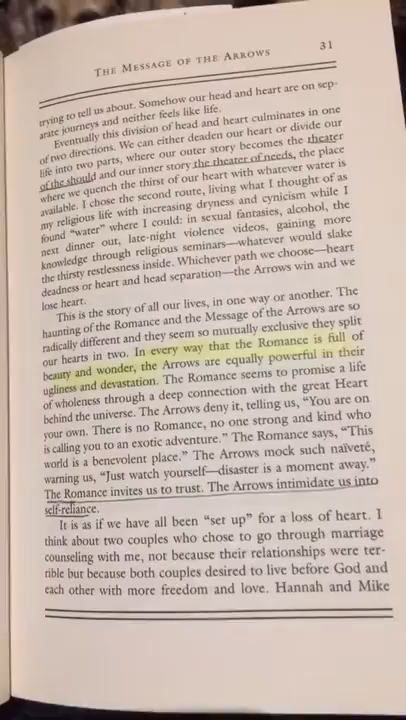 THE MESSAGE OF THE ARROWS 31
trying to tell us about. Somehow our head and heart are on sep-
arate journeys and neither feels like life.
Eventually this division of head and heart culminates in one
of two directions. We can either deaden our heart or divide our
life into two parts, where our outer story becomes the theater
of the should and our inner story the theater of needs, the place
where we quench the thirst of our heart with whatever water is
available. I chose the second route, living what I thought of as
my religious life with increasing dryness and cynicism while I
found “water” where I could: in sexual fantasies, alcohol, the
next dinner out, late-night violence videos, gaining more
knowledge through religious seminars—whatever would slake
the thirsty restlessness inside. Whichever path we choose—heart
deadness or heart and head separation—the Arrows win and we
lose heart.
This is the story of all our lives, in one way or another. The
haunting of the Romance and the Message of the Arrows are so
radically different and they seem so mutually exclusive they split
our hearts in two. In every way that the Romance is full of
beauty and wonder, the Arrows are equally powerful in their
ugliness and devastation. The Romance seems to promise a life
of wholeness through a deep connection with the great Heart
behind the universe. The Arrows deny it, telling us, “You are on
your own. There is no Romance, no one strong and kind who
is calling you to an exotic adventure.” The Romance says, “This
world is a benevolent place.” The Arrows mock such naïveté,
warning us, “Just watch yourself—disaster is a moment away.”
The Romance invites us to trust. The Arrows intimidate us into
self-reliance.
It is as if we have all been “set up” for a loss of heart. I
think about two couples who chose to go through marriage
counseling with me, not because their relationships were ter-
rible but because both couples desired to live before God and
each other with more freedom and love. Hannah and Mike